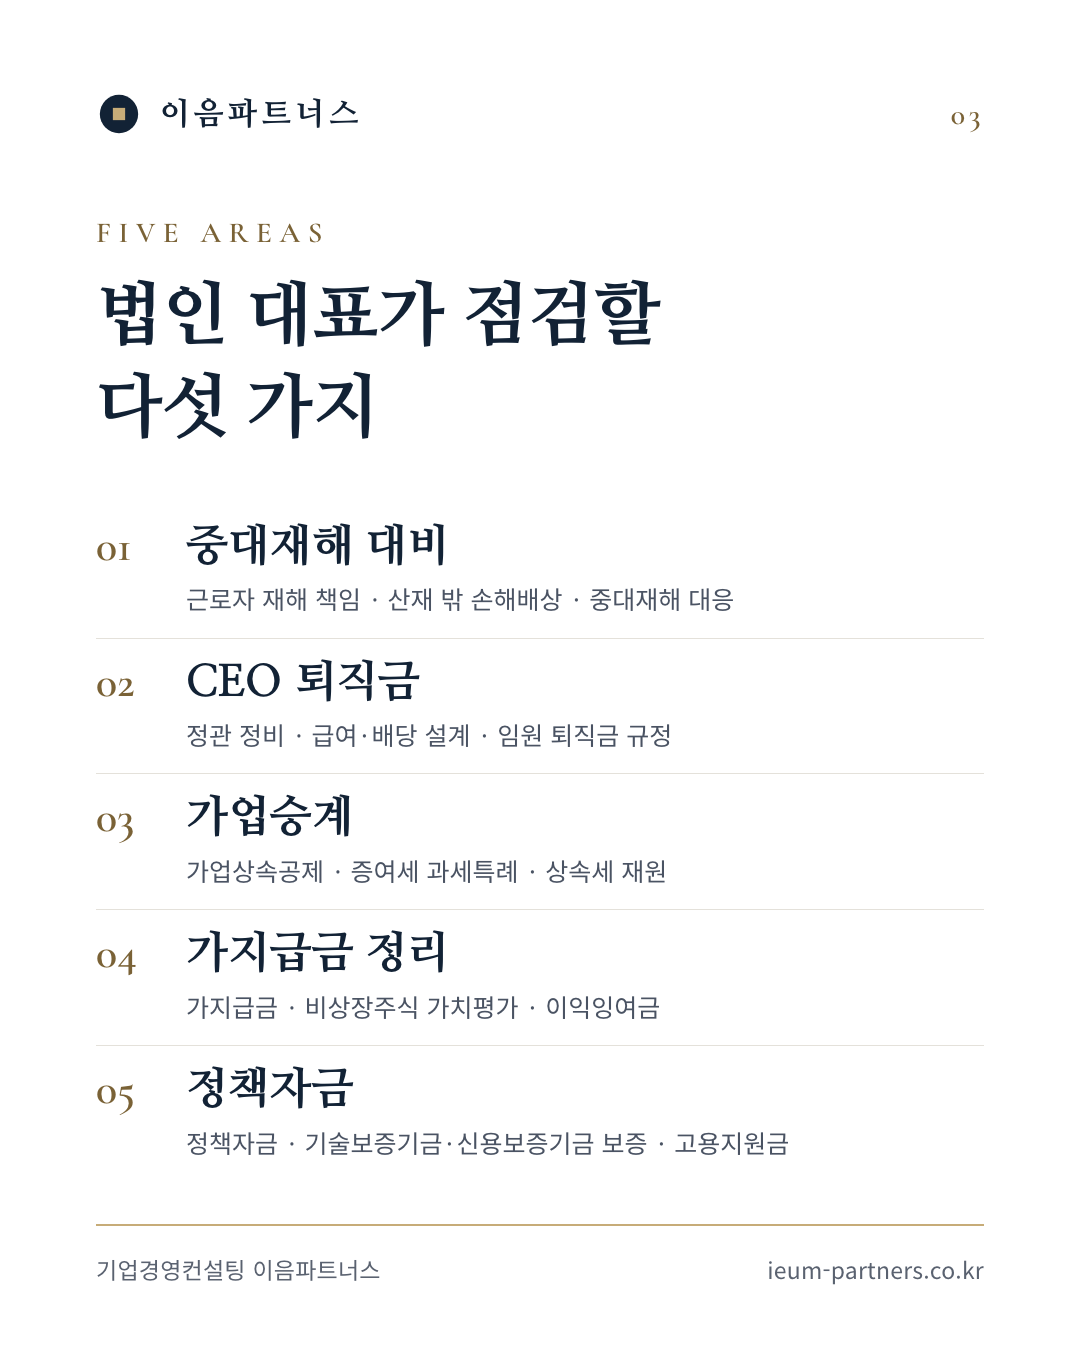 이음파트너스
03
FIVE AREAS
법인 대표가 점검할
다섯 가지
01 중대재해 대비
근로자 재해 책임 · 산재 밖 손해배상 · 중대재해 대응
02 CEO 퇴직금
정관 정비 · 급여·배당 설계 · 임원 퇴직금 규정
03 가업승계
가업상속공제 · 증여세 과세특례 · 상속세 재원
04 가지급금 정리
가지급금 · 비상장주식 가치평가 · 이익잉여금
05 정책자금
정책자금 · 기술보증기금·신용보증기금 보증 · 고용지원금
기업경영컨설팅 이음파트너스
ieum-partners.co.kr